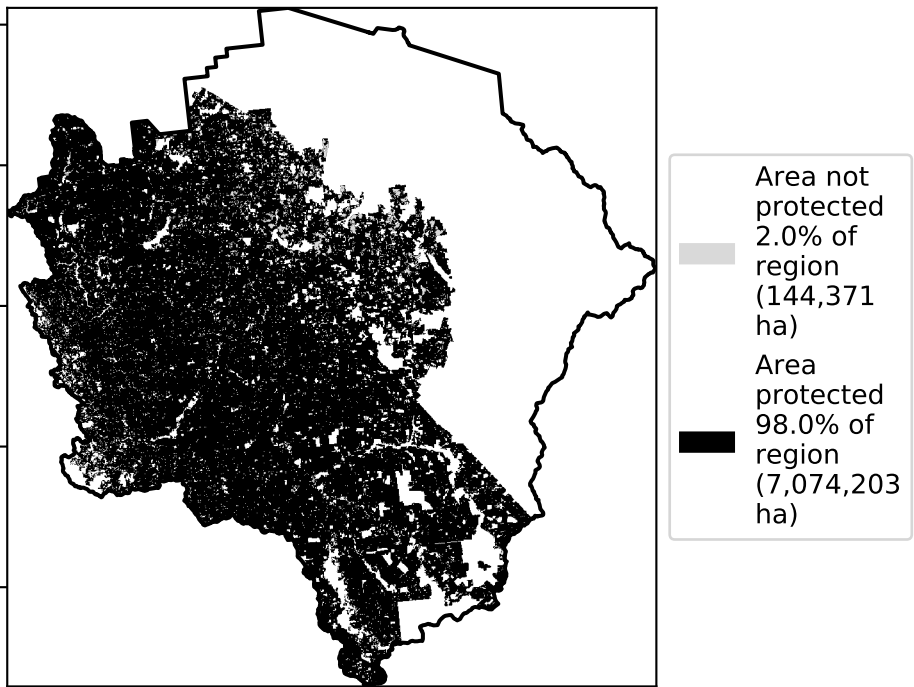 Area not
protected
2.0% of
region
(144,371
ha)
Area
protected
98.0% of
region
(7,074,203
ha)